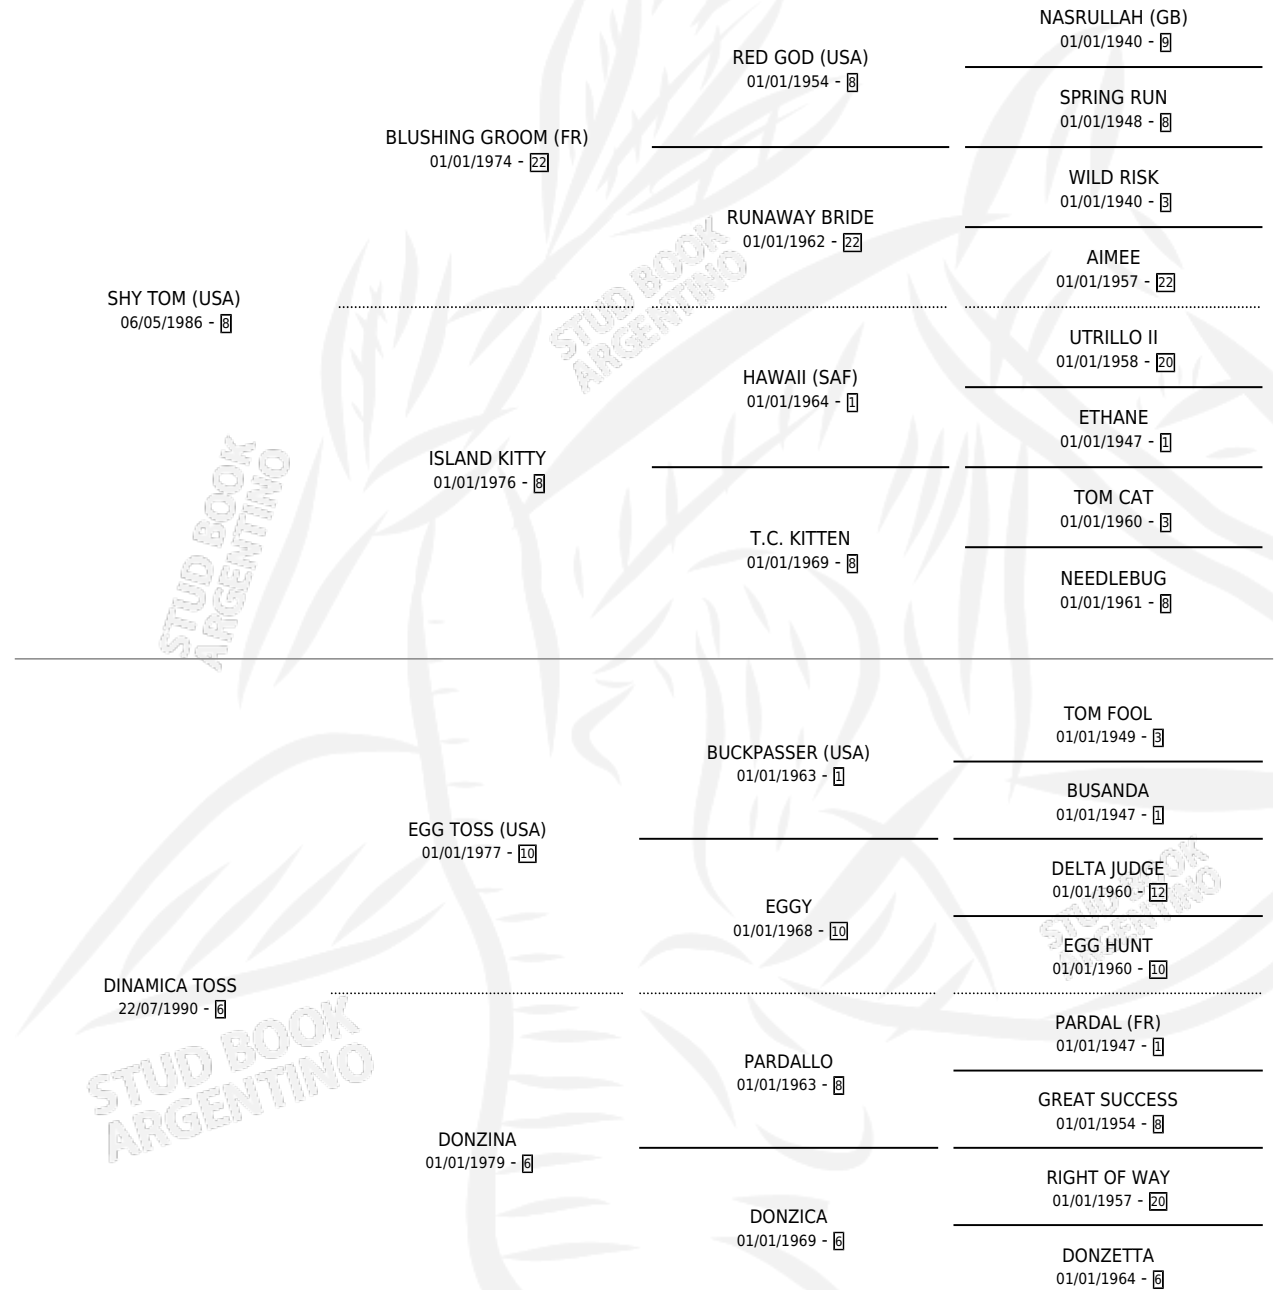 NASRULLAH (GB)
01/01/1940 - 9
RED GOD (USA)
01/01/1954 - 8
SPRING RUN
01/01/1948 - 8
BLUSHING GROOM (FR)
01/01/1974 - 22
WILD RISK
01/01/1940 - 3
RUNAWAY BRIDE
01/01/1962 - 22
AIMEE
01/01/1957 - 22
SHY TOM (USA)
06/05/1986 - 8
UTRILLO II
01/01/1958 - 20
HAWAII (SAF)
01/01/1964 - 1
ETHANE
01/01/1947 - 1
ISLAND KITTY
01/01/1976 - 8
TOM CAT
01/01/1960 - 3
T.C. KITTEN
01/01/1969 - 8
NEEDLEBUG
01/01/1961 - 8
TOM FOOL
01/01/1949 - 3
BUCKPASSER (USA)
01/01/1963 - 1
BUSANDA
01/01/1947 - 1
EGG TOSS (USA)
01/01/1977 - 10
DELTA JUDGE
01/01/1960 - 12
EGGY
01/01/1968 - 10
EGG HUNT
01/01/1960 - 10
DINAMICA TOSS
22/07/1990 - 6
PARDAL (FR)
01/01/1947 - 1
PARDALLO
01/01/1963 - 8
GREAT SUCCESS
01/01/1954 - 8
DONZINA
01/01/1979 - 6
RIGHT OF WAY
01/01/1957 - 20
DONZICA
01/01/1969 - 6
DONZETTA
01/01/1964 - 6
STUD BOOK
ARGENTINO
STUD BOOK
ARGENTINO
STUD BOOK
ARGENTINO
STUD BOOK
ARGENTINO